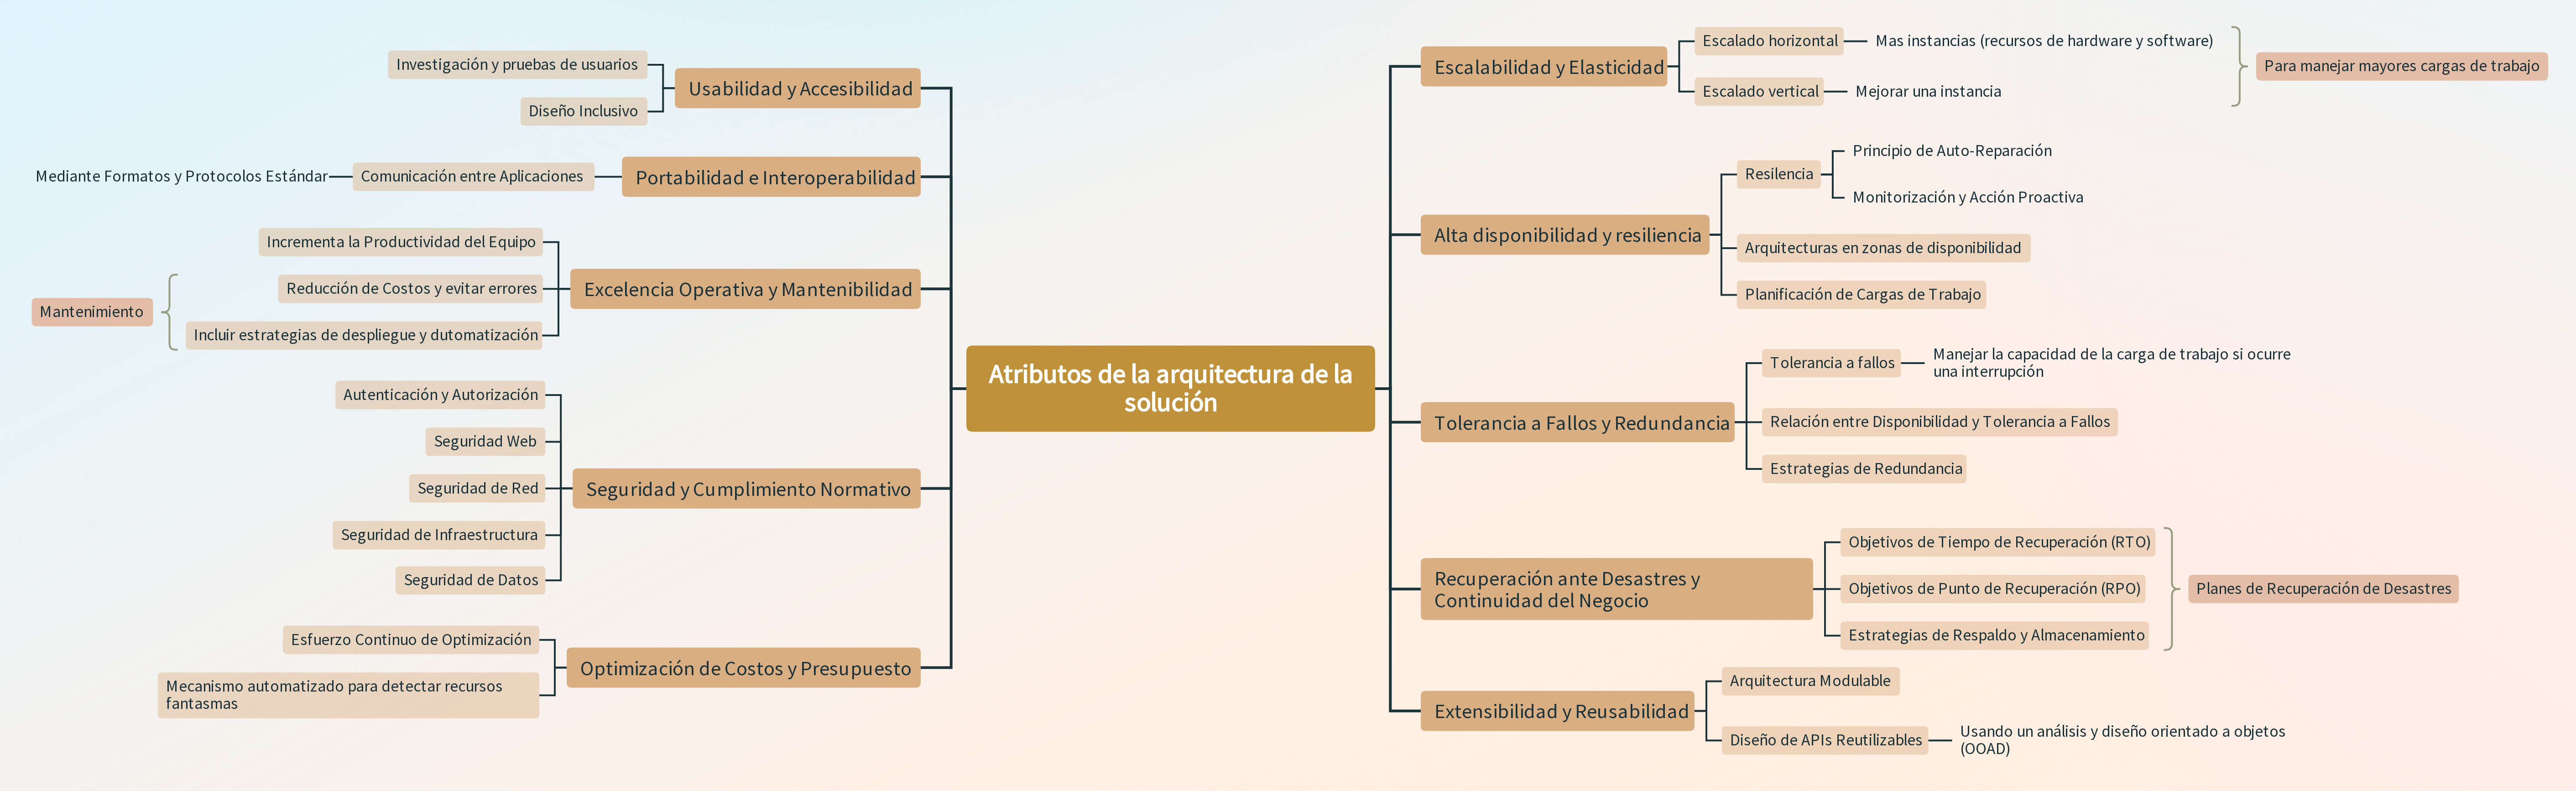 Atributos de la arquitectura de la
solución
Usabilidad y Accesibilidad
Investigación y pruebas de usuarios
Diseño Inclusivo
Portabilidad e Interoperabilidad
Comunicación entre Aplicaciones
Mediante Formatos y Protocolos Estándar
Excelencia Operativa y Mantenibilidad
Incrementa la Productividad del Equipo
Reducción de Costos y evitar errores
Incluir estrategias de despliegue y dutomatización
Mantenimiento
Seguridad y Cumplimiento Normativo
Autenticación y Autorización
Seguridad Web
Seguridad de Red
Seguridad de Infraestructura
Seguridad de Datos
Optimización de Costos y Presupuesto
Esfuerzo Continuo de Optimización
Mecanismo automatizado para detectar recursos
fantasmas
Escalabilidad y Elasticidad
Escalado horizontal
Mas instancias (recursos de hardware y software)
Escalado vertical
Mejorar una instancia
Para manejar mayores cargas de trabajo
Alta disponibilidad y resiliencia
Resilencia
Principio de Auto-Reparación
Monitorización y Acción Proactiva
Arquitecturas en zonas de disponibilidad
Planificación de Cargas de Trabajo
Tolerancia a Fallos y Redundancia
Tolerancia a fallos
Manejar la capacidad de la carga de trabajo si ocurre
una interrupción
Relación entre Disponibilidad y Tolerancia a Fallos
Estrategias de Redundancia
Recuperación ante Desastres y
Continuidad del Negocio
Objetivos de Tiempo de Recuperación (RTO)
Objetivos de Punto de Recuperación (RPO)
Estrategias de Respaldo y Almacenamiento
Planes de Recuperación de Desastres
Extensibilidad y Reusabilidad
Arquitectura Modulable
Diseño de APIs Reutilizables
Usando un análisis y diseño orientado a objetos
(OOAD)